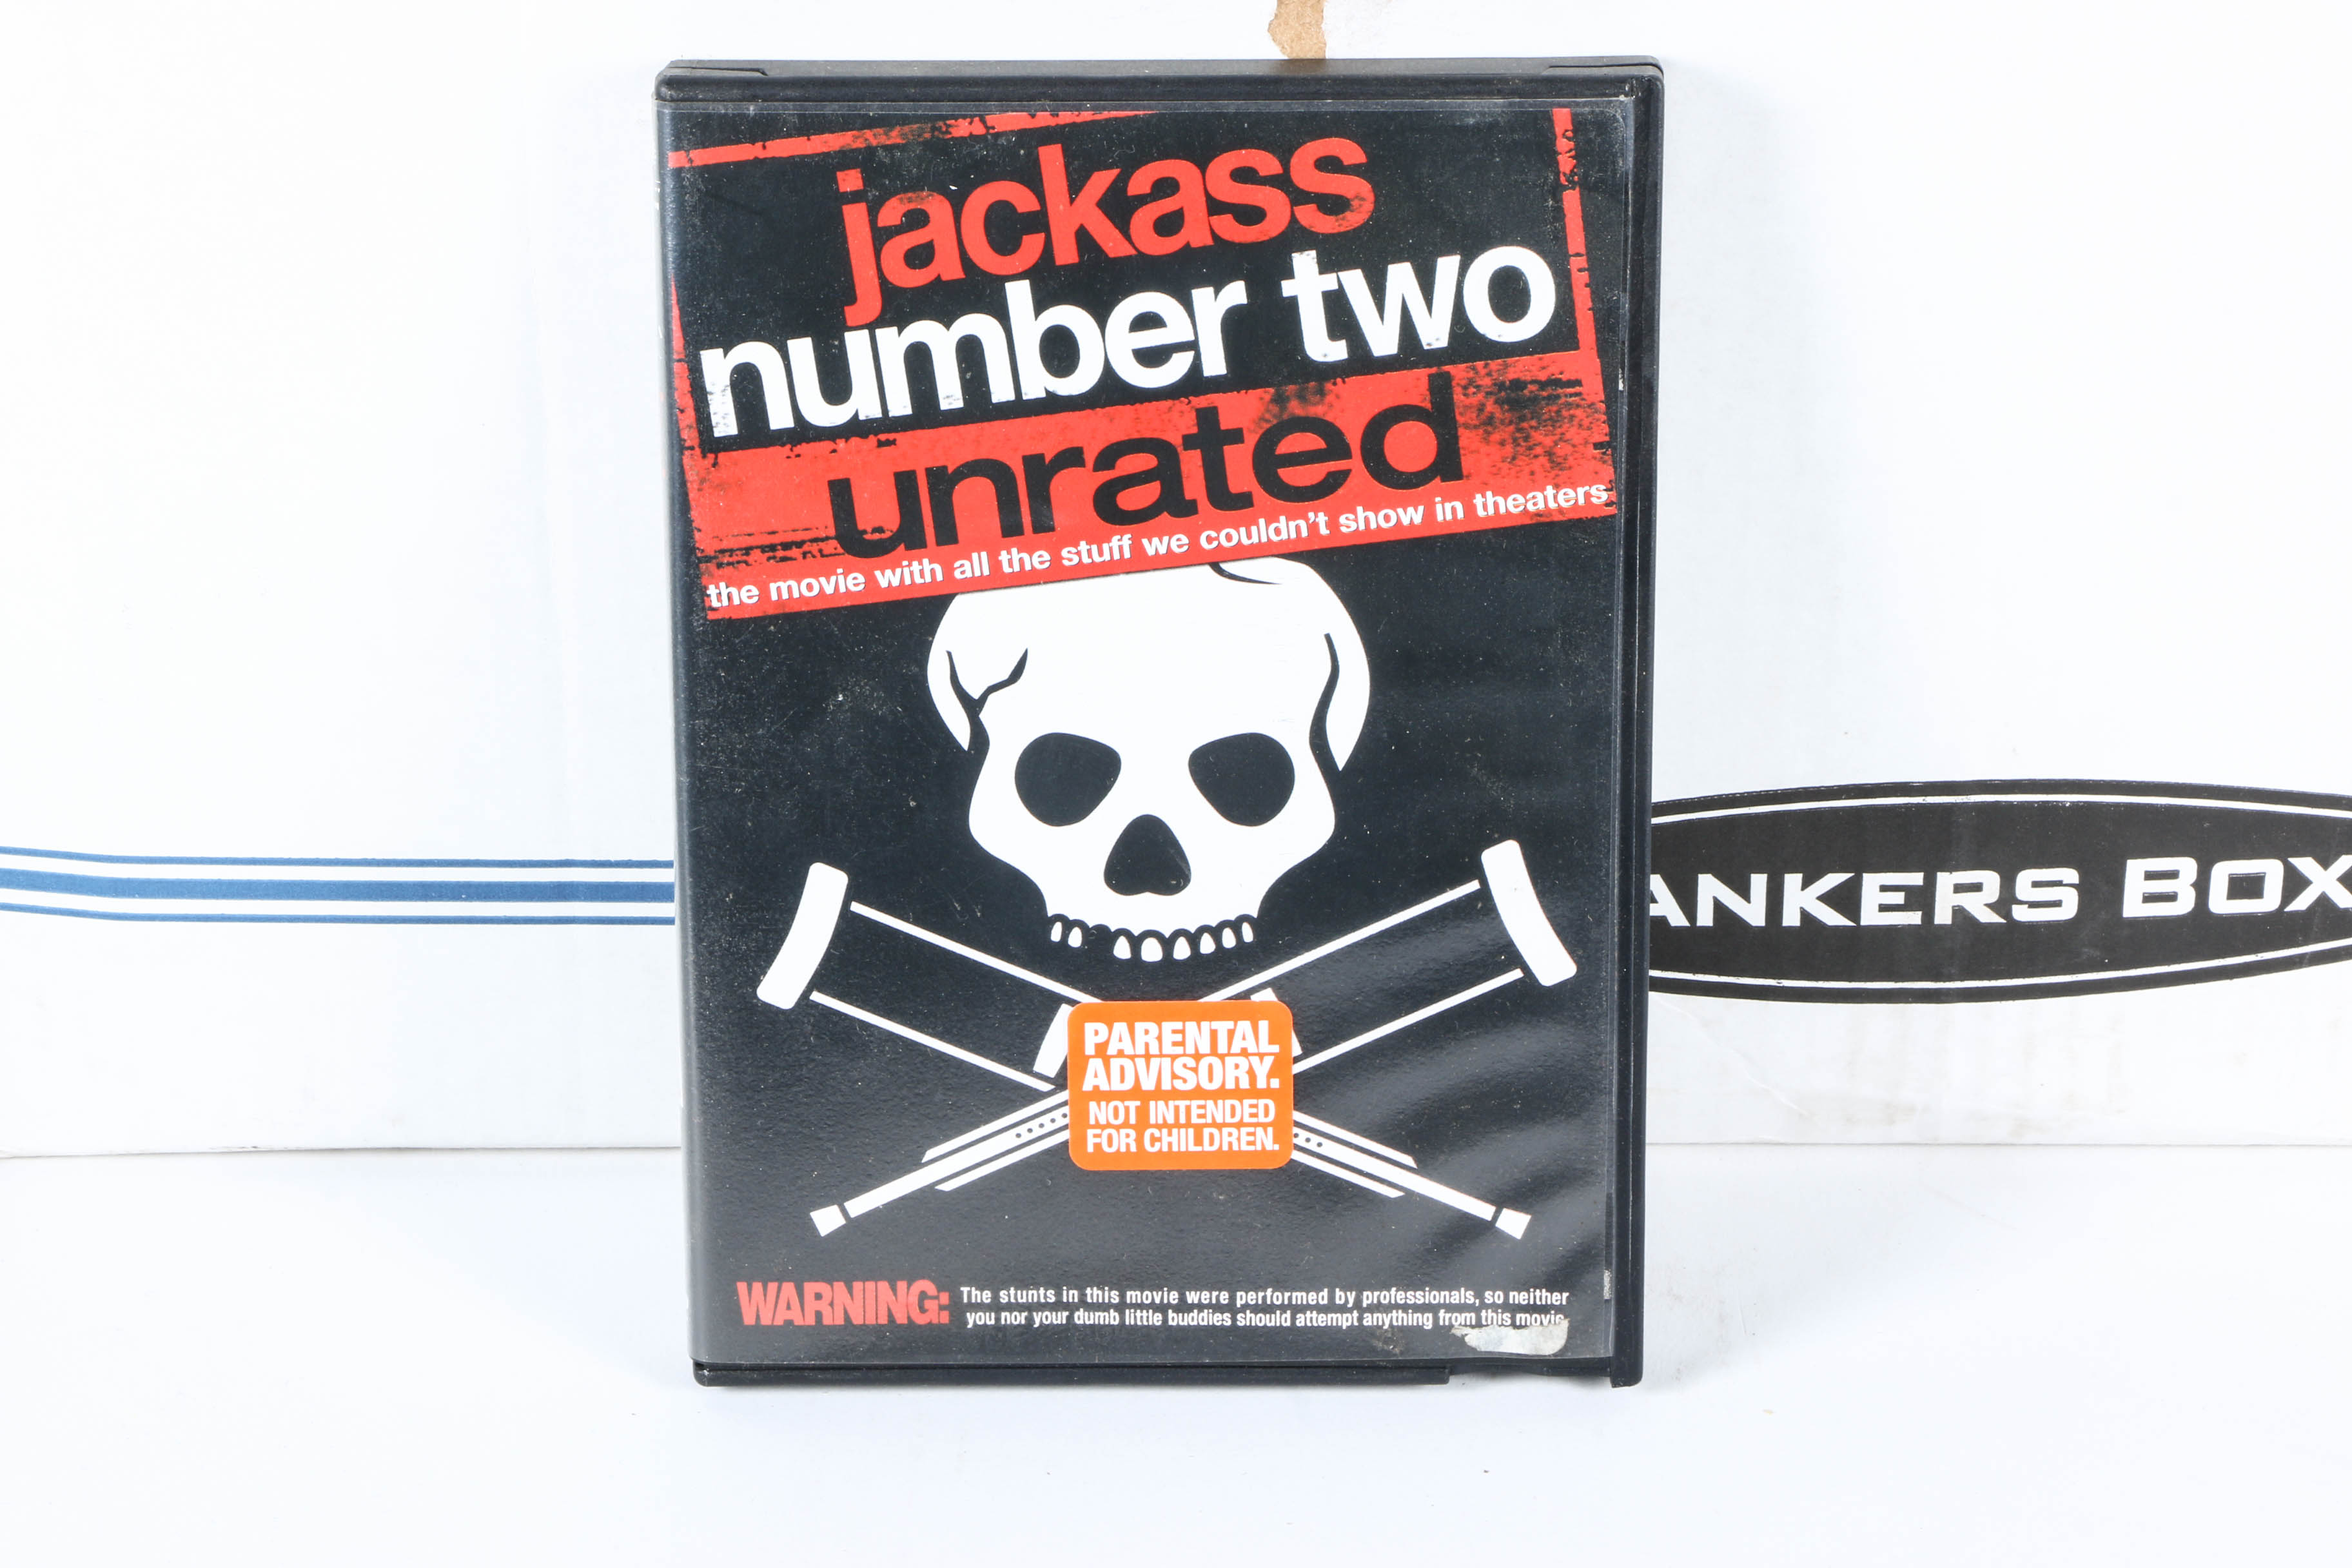 jackass
number two
unrated
the movie with all the stuff we couldn't show in theaters
PARENTAL
ADVISORY.
NOT INTENDED
FOR CHILDREN.
WARNING: The stunts in this movie were performed by professionals, so neither
you nor your dumb little buddies should attempt anything from this movie.
ANKERS BOX